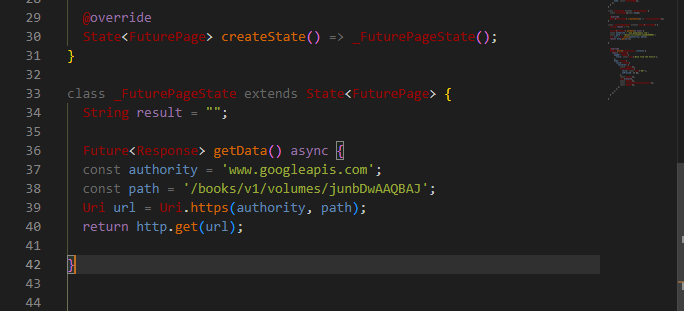 29 @override
30 State<FuturePage> createState() => _FuturePageState();
31 }
32
33 class _FuturePageState extends State<FuturePage> {
34 String result = "";
35
36 Future<Response> getData() async {
37 const authority = 'www.googleapis.com';
38 const path = '/books/v1/volumes/junbDwAAQBAJ';
39 Uri url = Uri.https(authority, path);
40 return http.get(url);
41
42 }
43
44